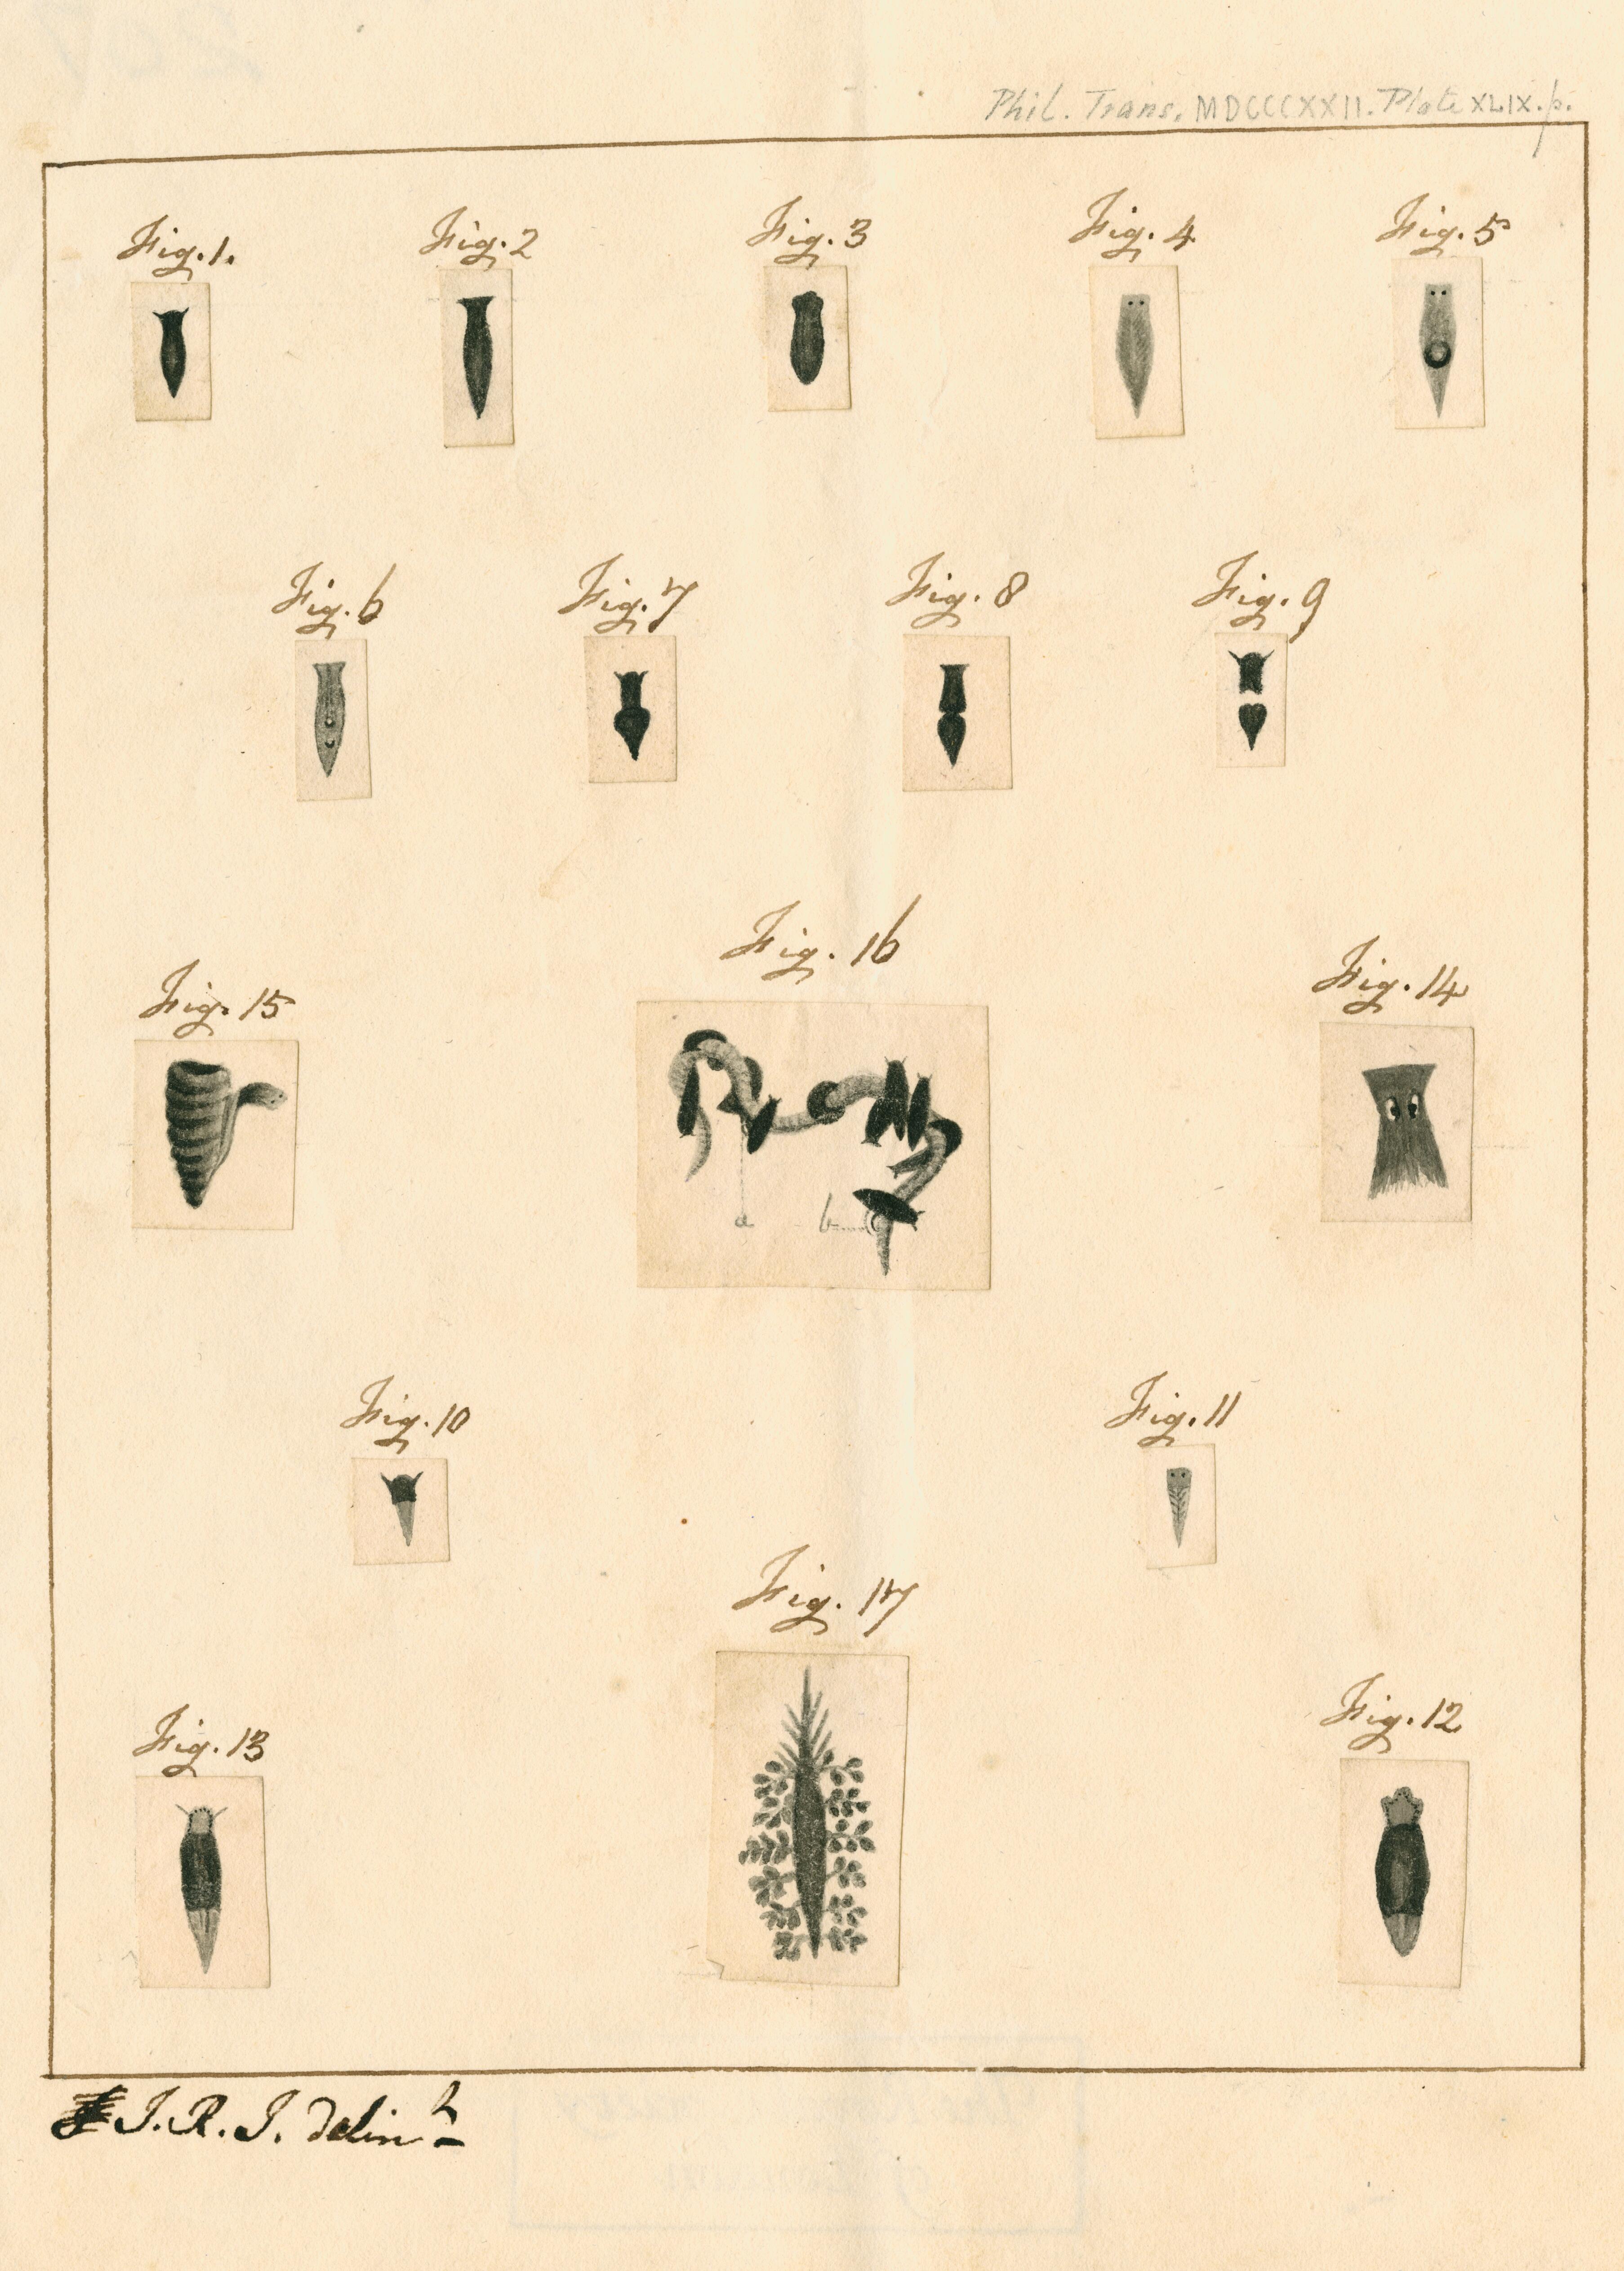 Phil. Trans. MDCCCXXII. Plate XLIX. p.
Fig. 1. Fig. 2 Fig. 3 Fig. 4 Fig. 5
Fig. 6 Fig. 7 Fig. 8 Fig. 9
Fig. 15 Fig. 16 Fig. 14
a b
Fig. 10 Fig. 11
Fig. 17
Fig. 13 Fig. 12
J. R. J. delint